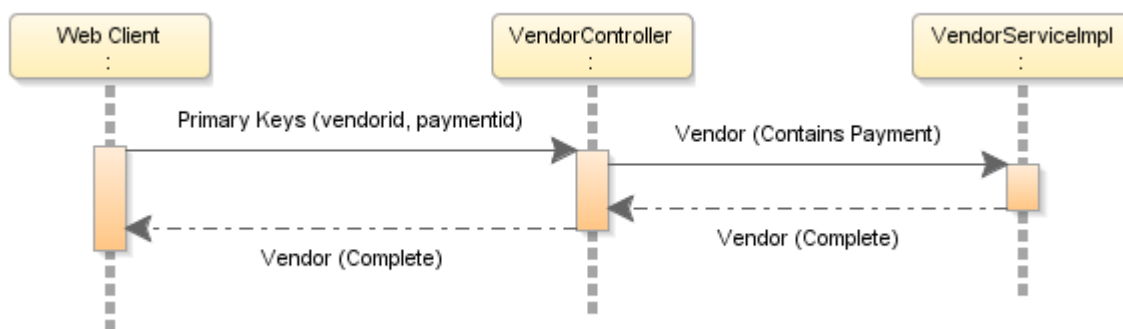 Web Client
:
VendorController
:
VendorServiceImpl
:
Primary Keys (vendorid, paymentid)
Vendor (Contains Payment)
Vendor (Complete)
Vendor (Complete)